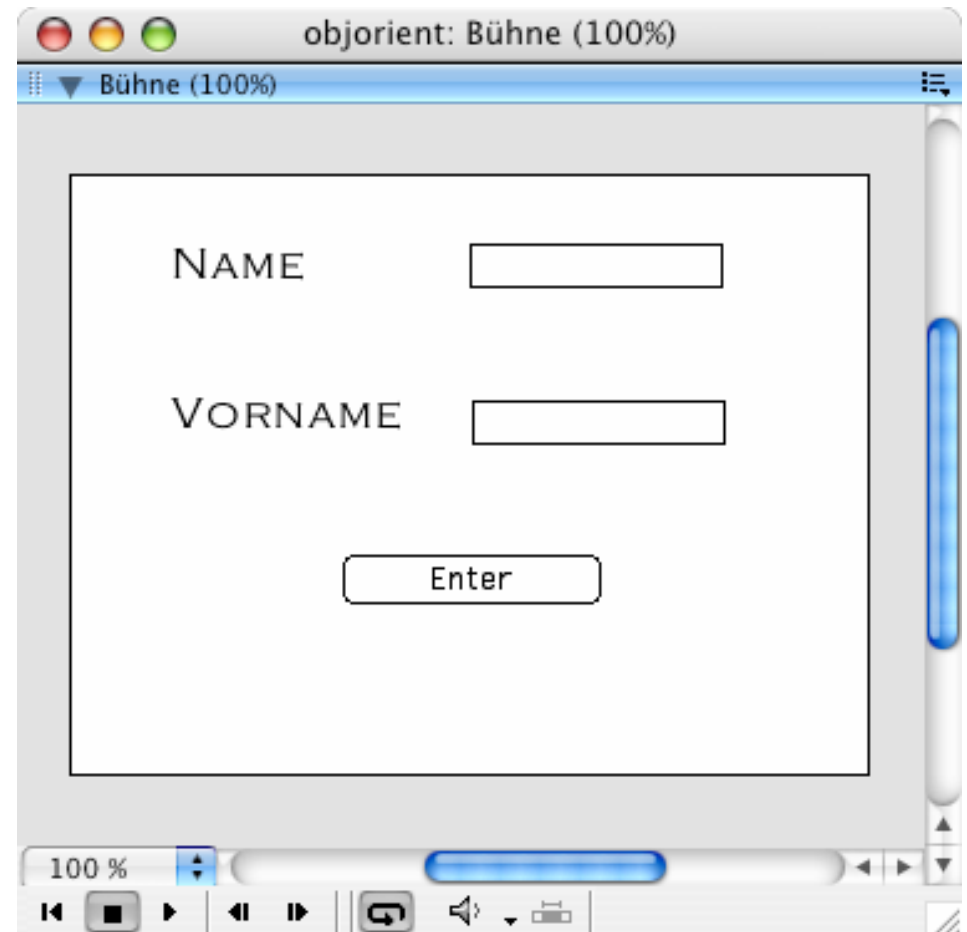 objorient: Bühne (100%)
Bühne (100%)
NAME
VORNAME
Enter
100 %